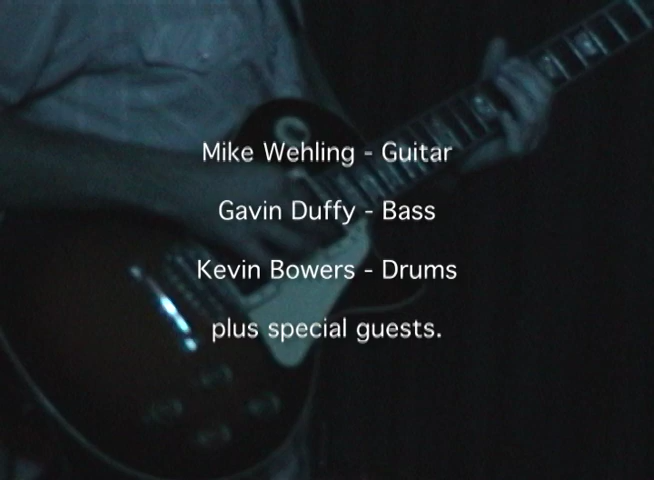 Mike Wehling - Guitar
Gavin Duffy - Bass
Kevin Bowers - Drums
plus special guests.